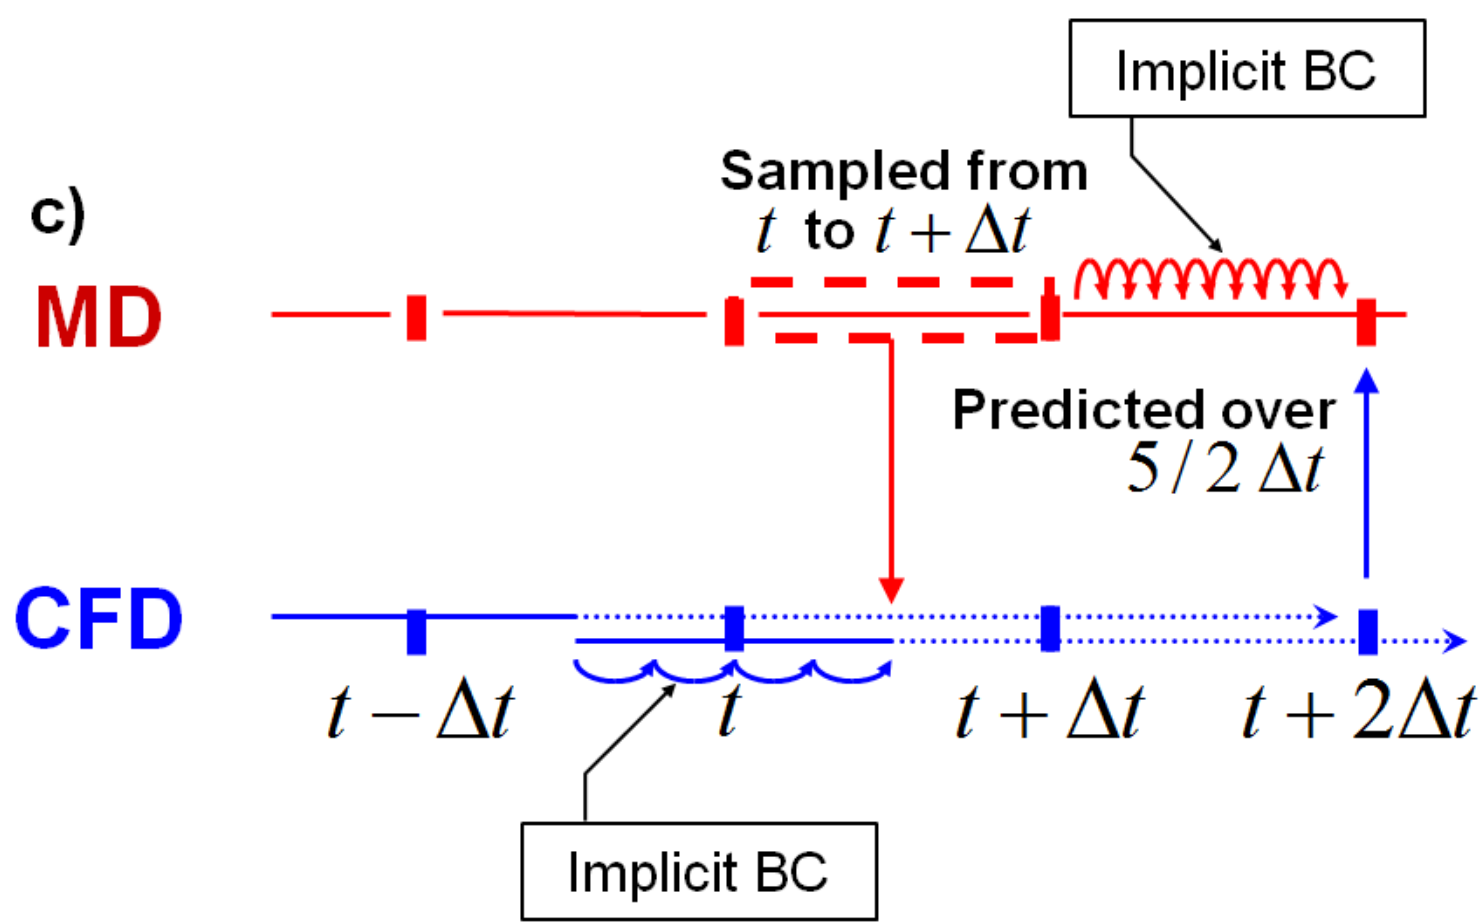 Implicit BC
Sampled from
t to t + Δt
c)
MD
Predicted over
5 / 2 Δt
CFD
t − Δt
t
t + Δt
t + 2Δt
Implicit BC